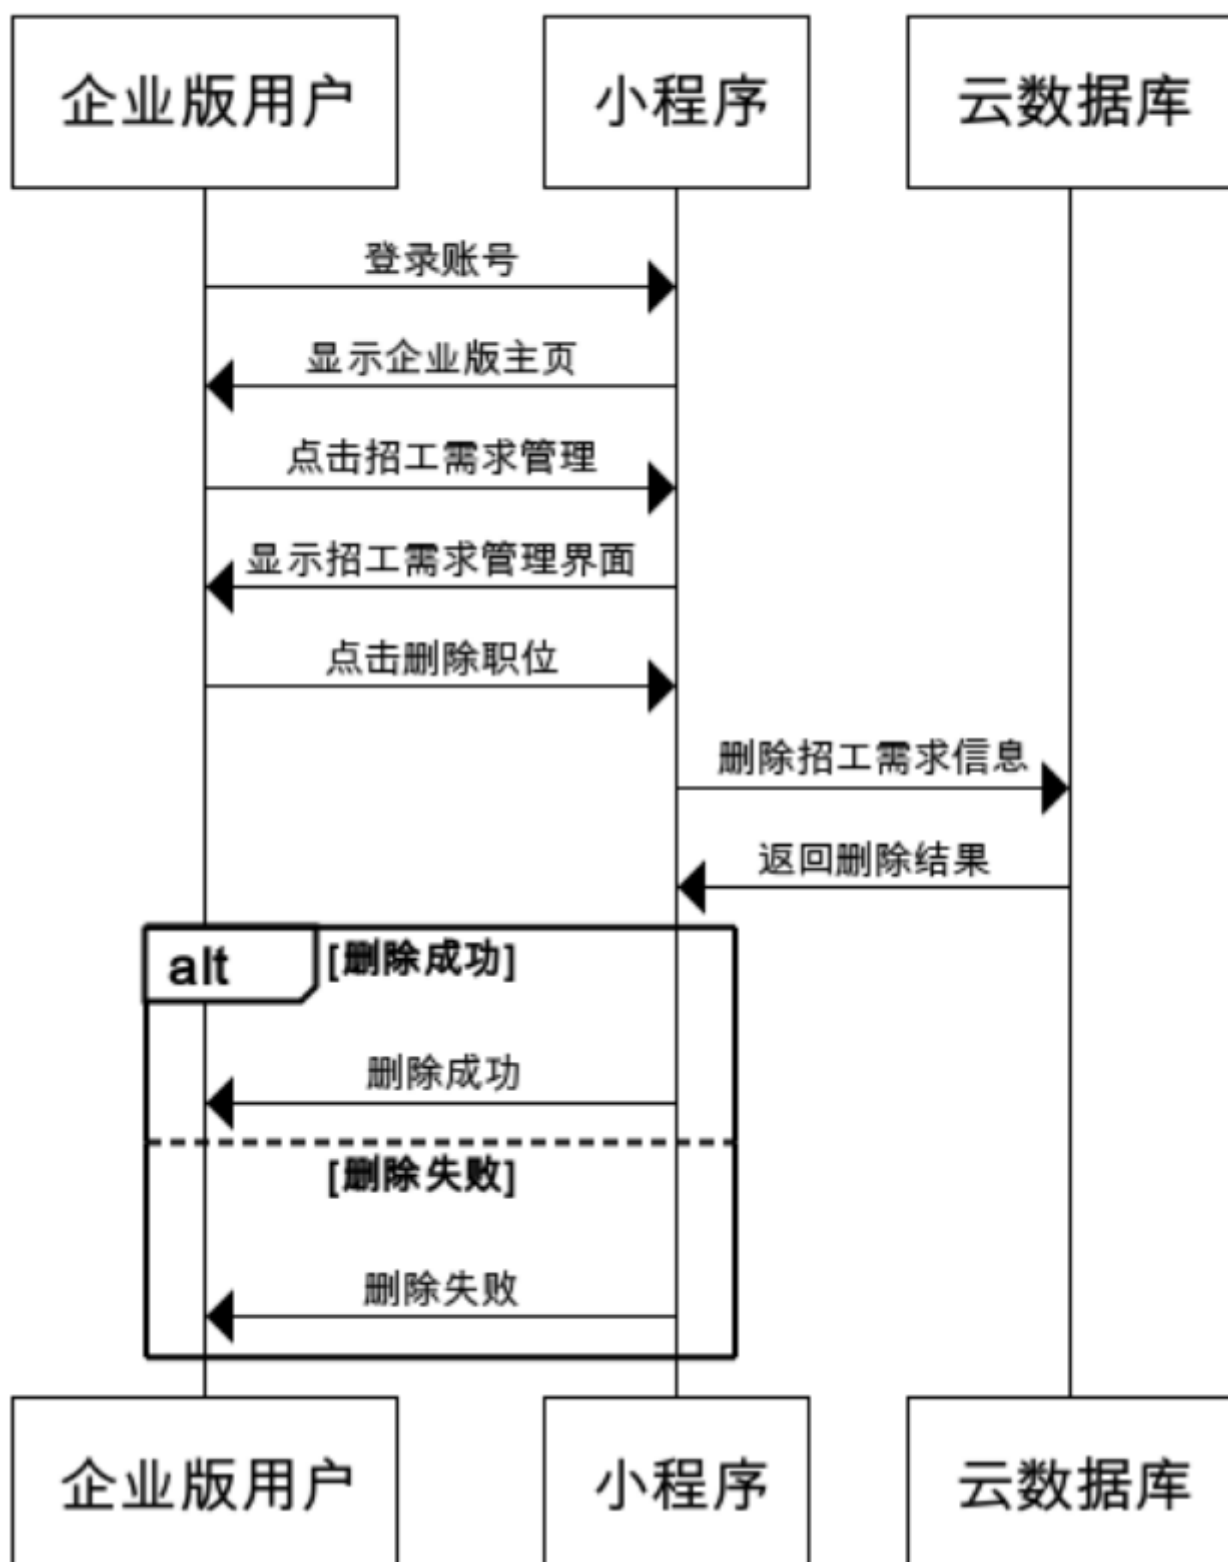 企业版用户 小程序 云数据库
登录账号
显示企业版主页
点击招工需求管理
显示招工需求管理界面
点击删除职位
删除招工需求信息
返回删除结果
alt [删除成功]
删除成功
[删除失败]
删除失败
企业版用户 小程序 云数据库